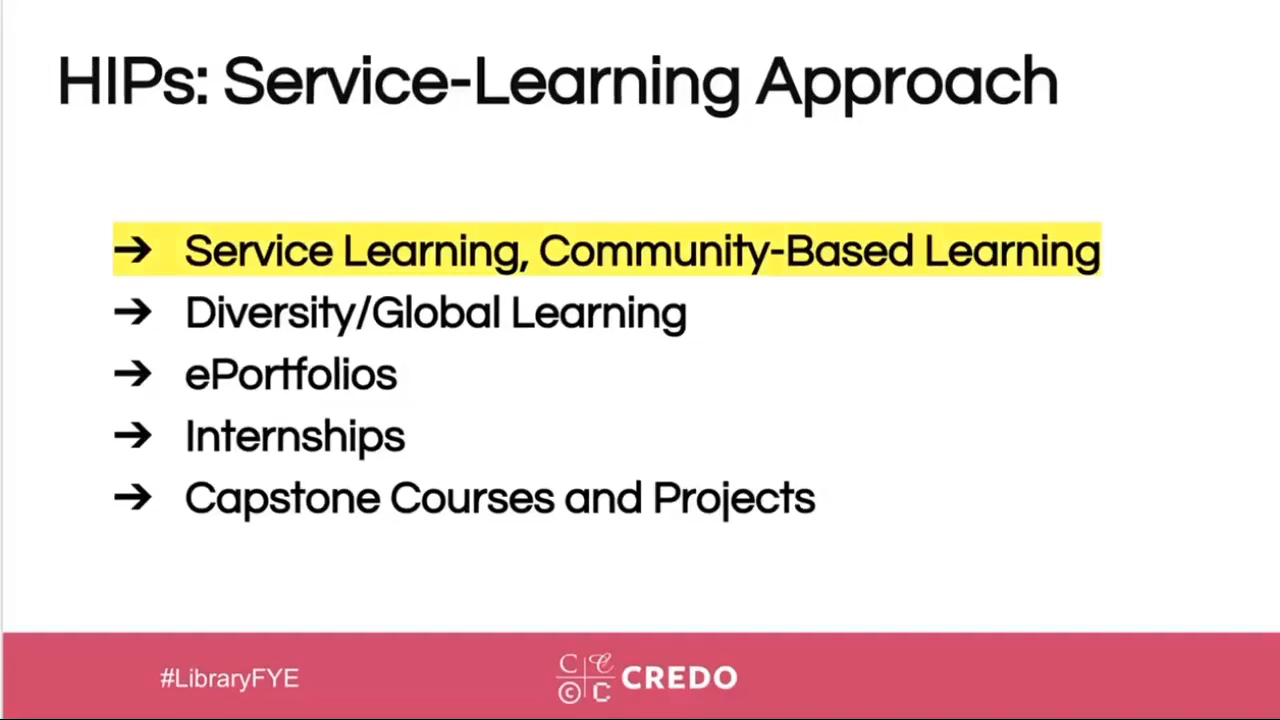 HIPs: Service-Learning Approach
➔ Service Learning, Community-Based Learning
➔ Diversity/Global Learning
➔ ePortfolios
➔ Internships
➔ Capstone Courses and Projects
#LibraryFYE
C C © C CREDO